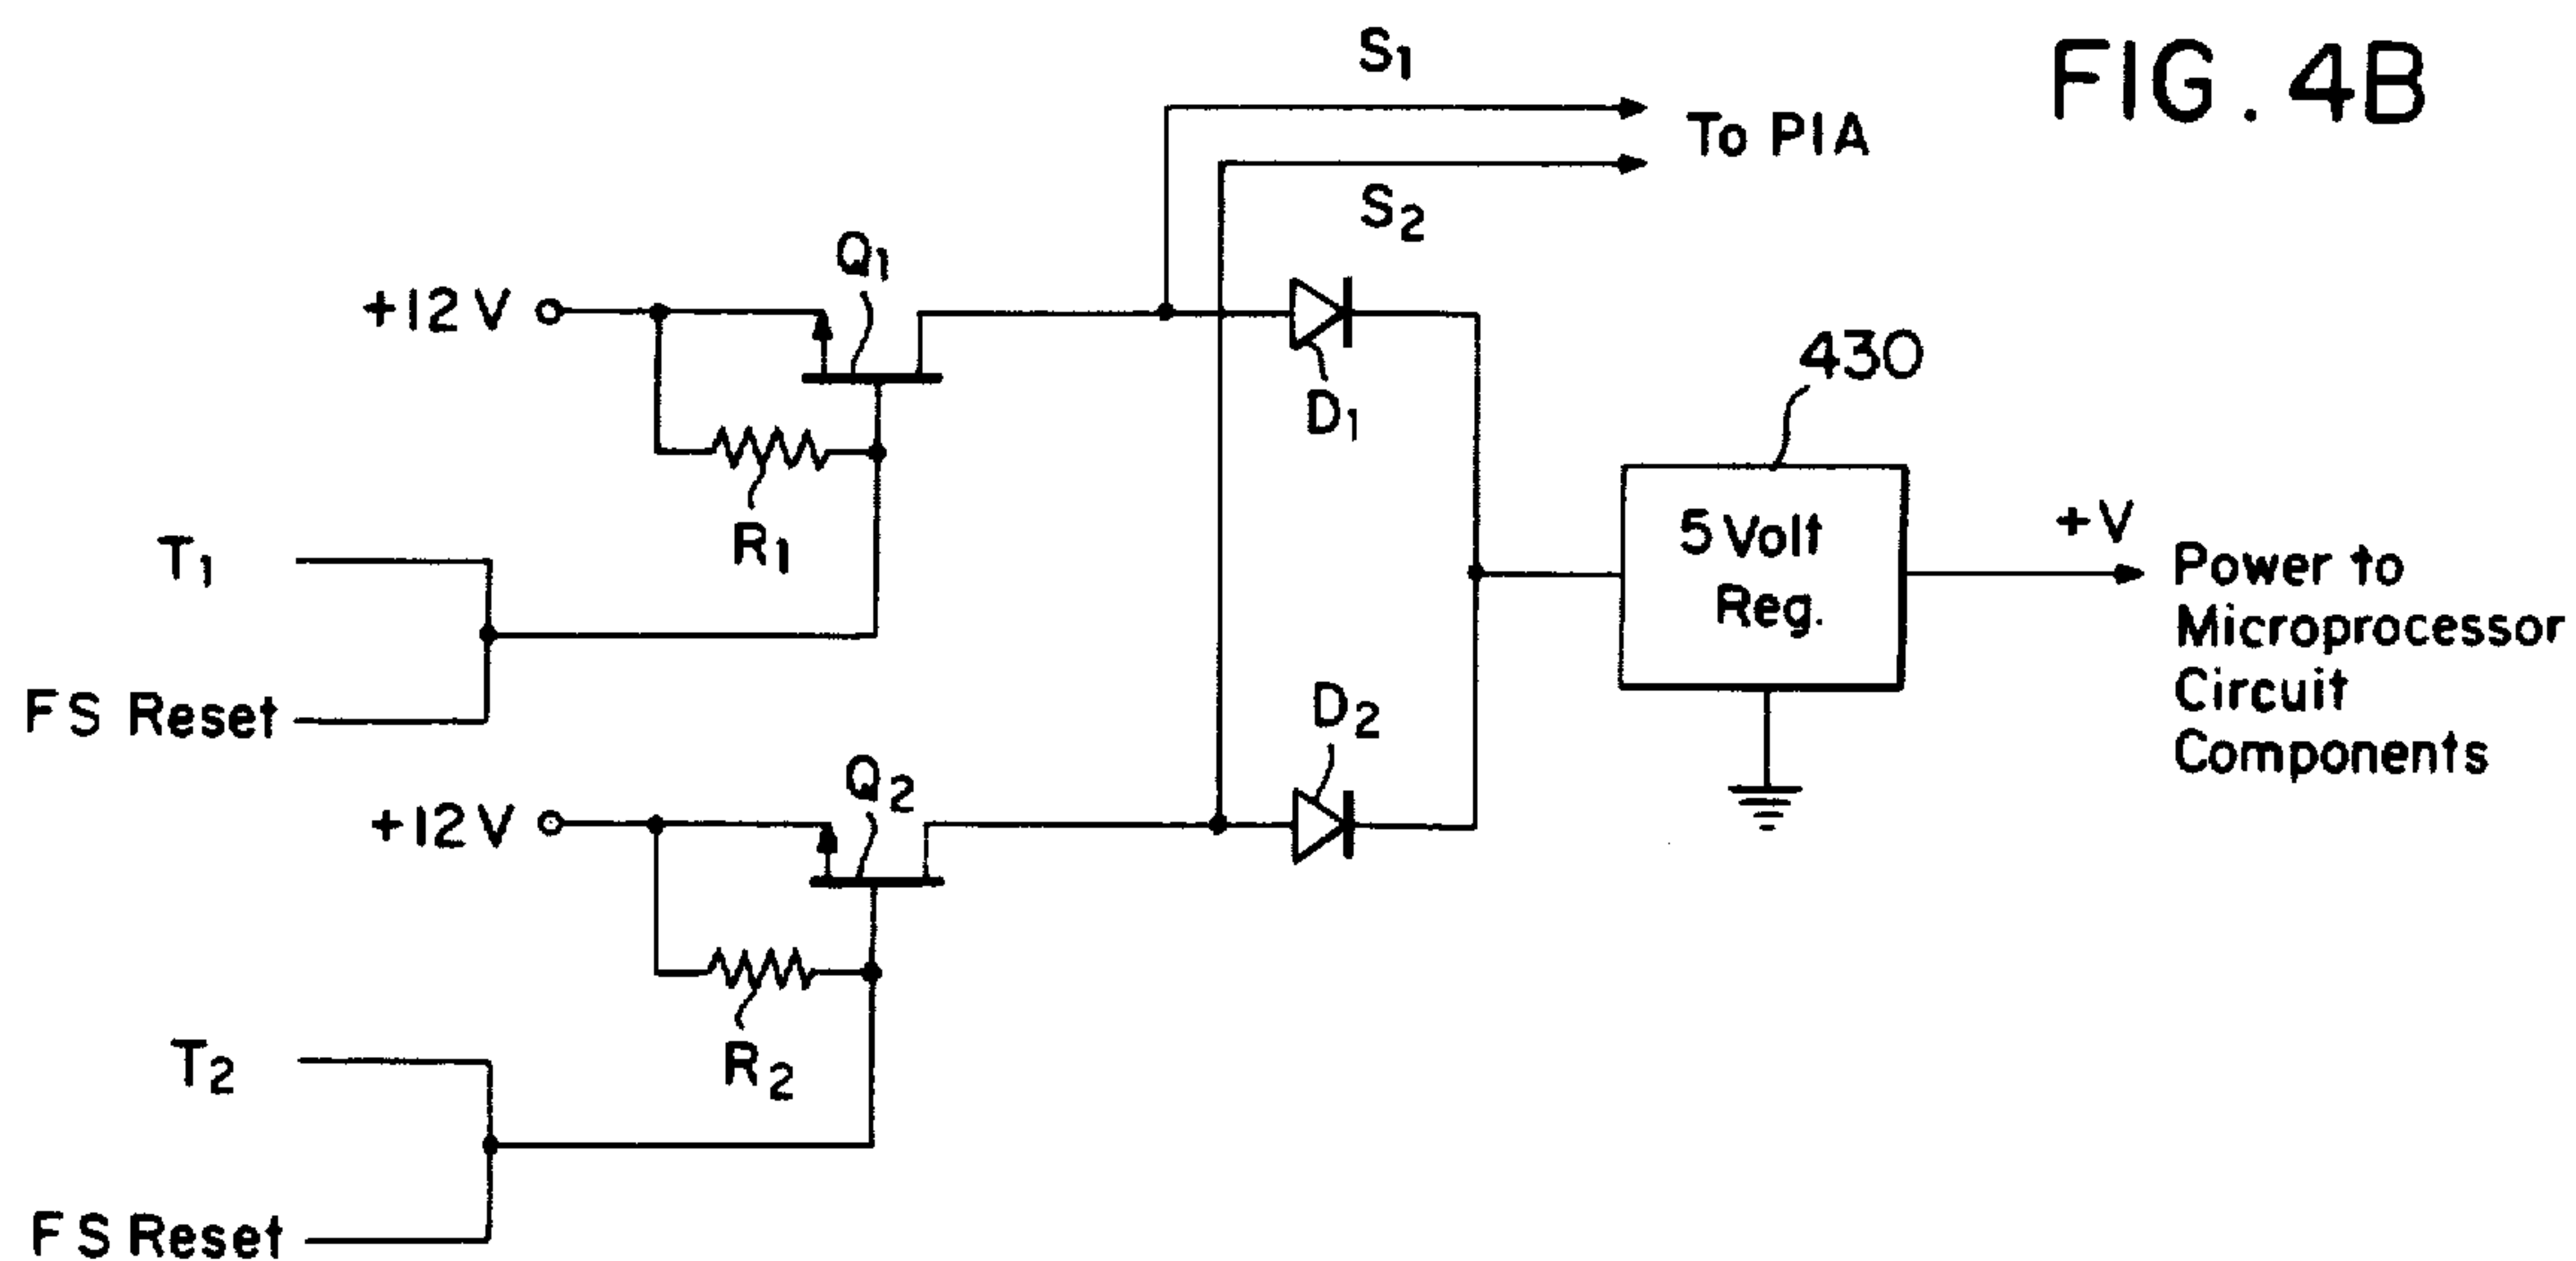 FIG. 4B
S1
To PIA
S2
Q1
+12V
D1
430
R1
5 Volt
Reg.
+V
Power to
Microprocessor
Circuit
Components
T1
FS Reset
D2
Q2
+12V
R2
T2
FS Reset